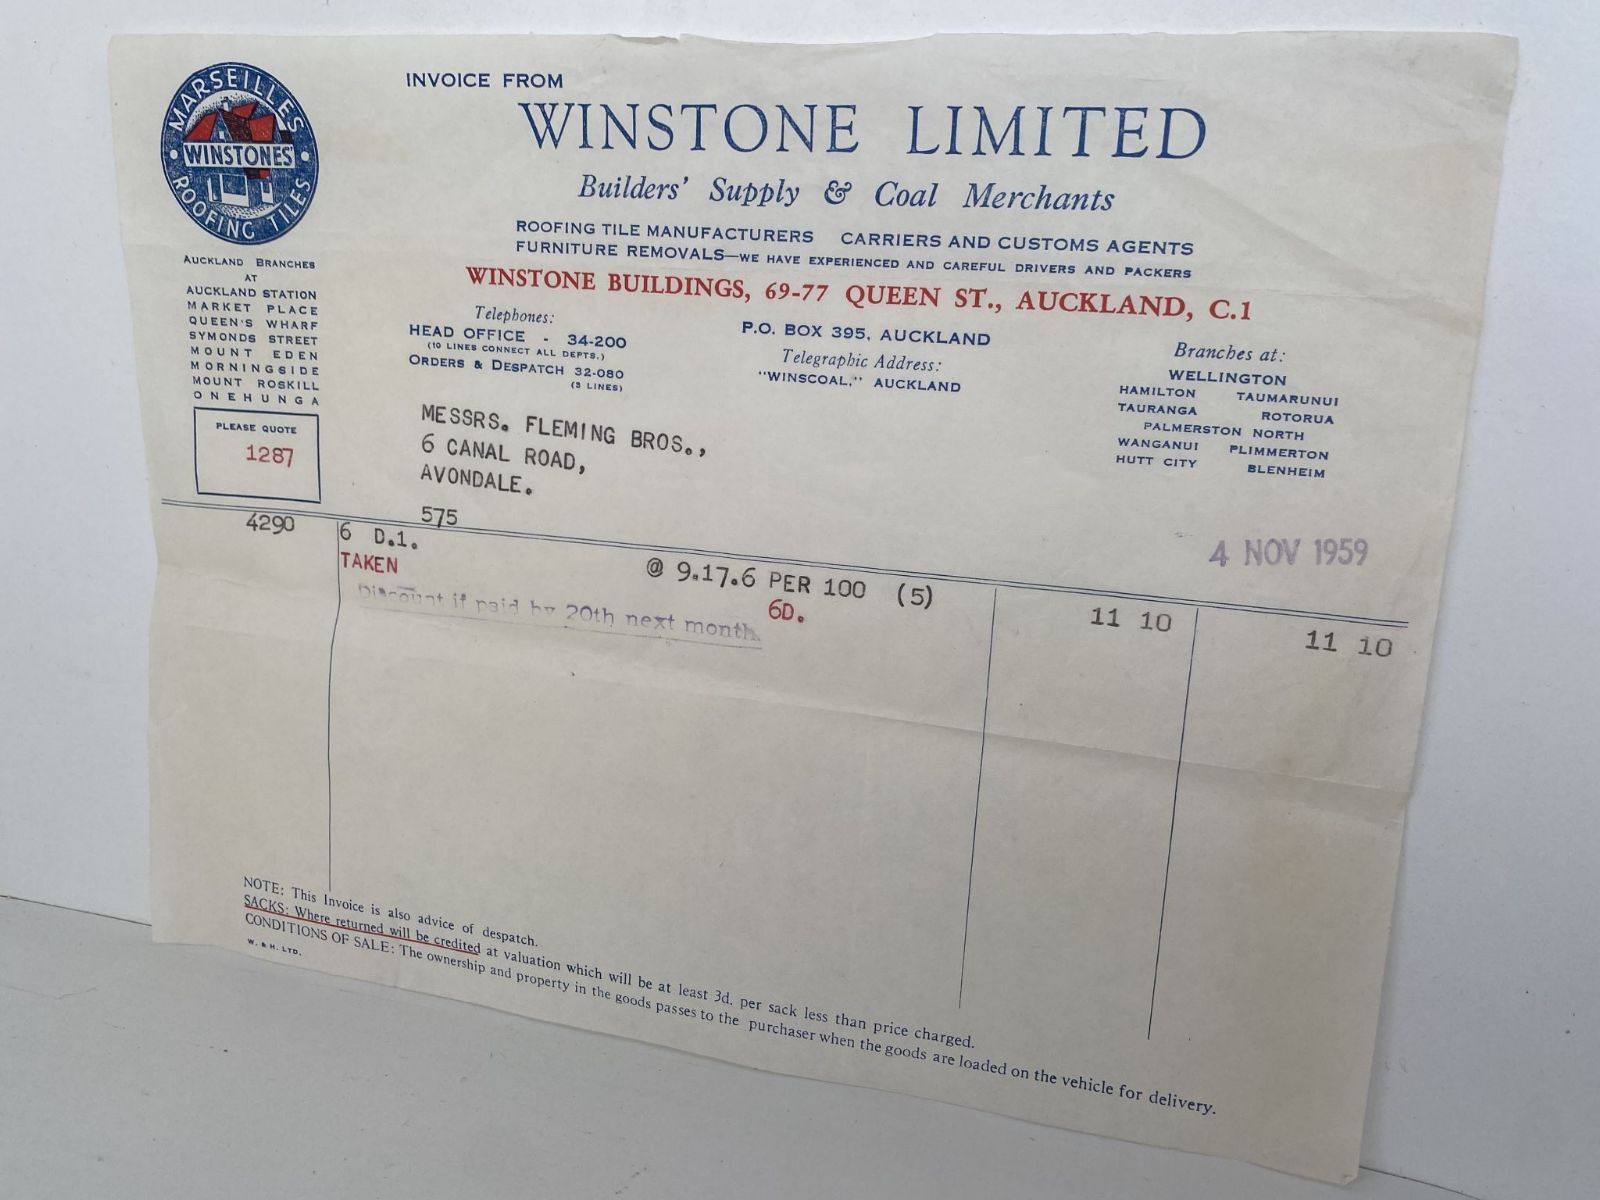 MARSEILLES
WINSTONES
ROOFING TILES
INVOICE FROM
WINSTONE LIMITED
Builders' Supply & Coal Merchants
ROOFING TILE MANUFACTURERS CARRIERS AND CUSTOMS AGENTS
FURNITURE REMOVALS—WE HAVE EXPERIENCED AND CAREFUL DRIVERS AND PACKERS
WINSTONE BUILDINGS, 69-77 QUEEN ST., AUCKLAND, C.1
AUCKLAND BRANCHES
AT
AUCKLAND STATION
MARKET PLACE
QUEEN'S WHARF
SYMONDS STREET
MOUNT EDEN
MORNINGSIDE
MOUNT ROSKILL
ONEHUNGA
Telephones:
HEAD OFFICE - 34-200
(10 LINES CONNECT ALL DEPTS.)
ORDERS & DESPATCH 32-080
(3 LINES)
P.O. BOX 395, AUCKLAND
Telegraphic Address:
"WINSCOAL," AUCKLAND
Branches at:
WELLINGTON
HAMILTON TAUMARUNUI
TAURANGA ROTORUA
PALMERSTON NORTH
WANGANUI PLIMMERTON
HUTT CITY BLENHEIM
PLEASE QUOTE
1287
MESSRS. FLEMING BROS.,
6 CANAL ROAD,
AVONDALE.
575
4 NOV 1959
4290
6 D.1. @ 9.17.6 PER 100 (5) 11 10 11 10
TAKEN 6D.
Discount if paid by 20th next month
NOTE: This Invoice is also advice of despatch.
SACKS: Where returned will be credited at valuation which will be at least 3d. per sack less than price charged.
CONDITIONS OF SALE: The ownership and property in the goods passes to the purchaser when the goods are loaded on the vehicle for delivery.
W. & H. LTD.